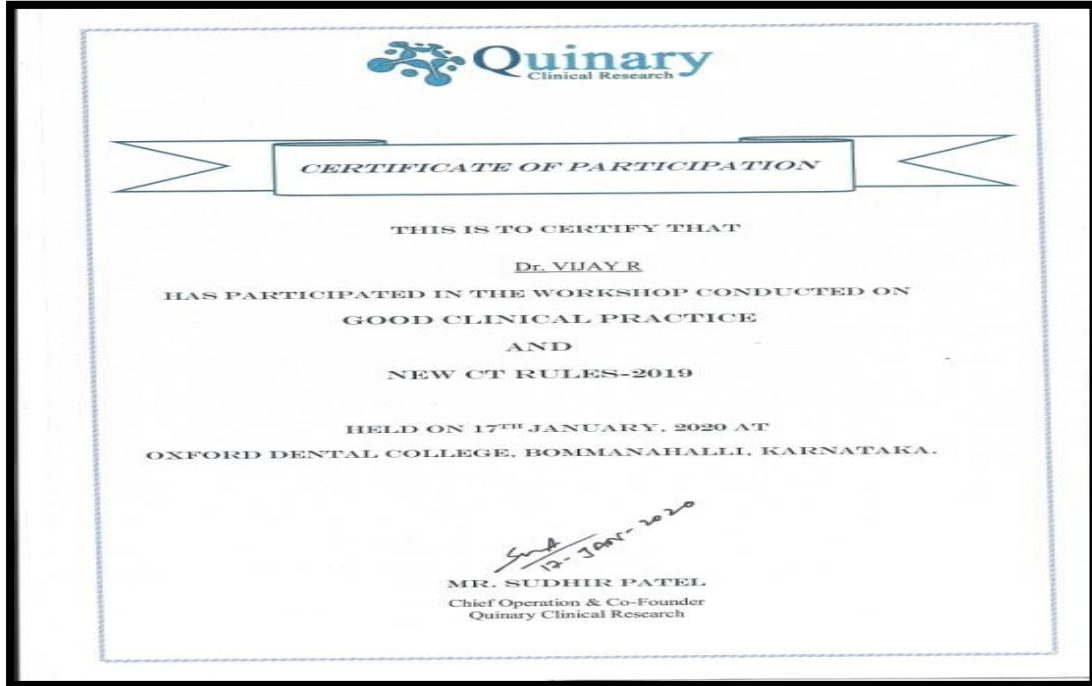 Quinary
Clinical Research
CERTIFICATE OF PARTICIPATION
THIS IS TO CERTIFY THAT
Dr. VIJAY R
HAS PARTICIPATED IN THE WORKSHOP CONDUCTED ON
GOOD CLINICAL PRACTICE
AND
NEW CT RULES-2019
HELD ON 17TH JANUARY, 2020 AT
OXFORD DENTAL COLLEGE, BOMMANAHALLI, KARNATAKA.
17-JAN-2020
MR. SUDHIR PATEL
Chief Operation & Co-Founder
Quinary Clinical Research